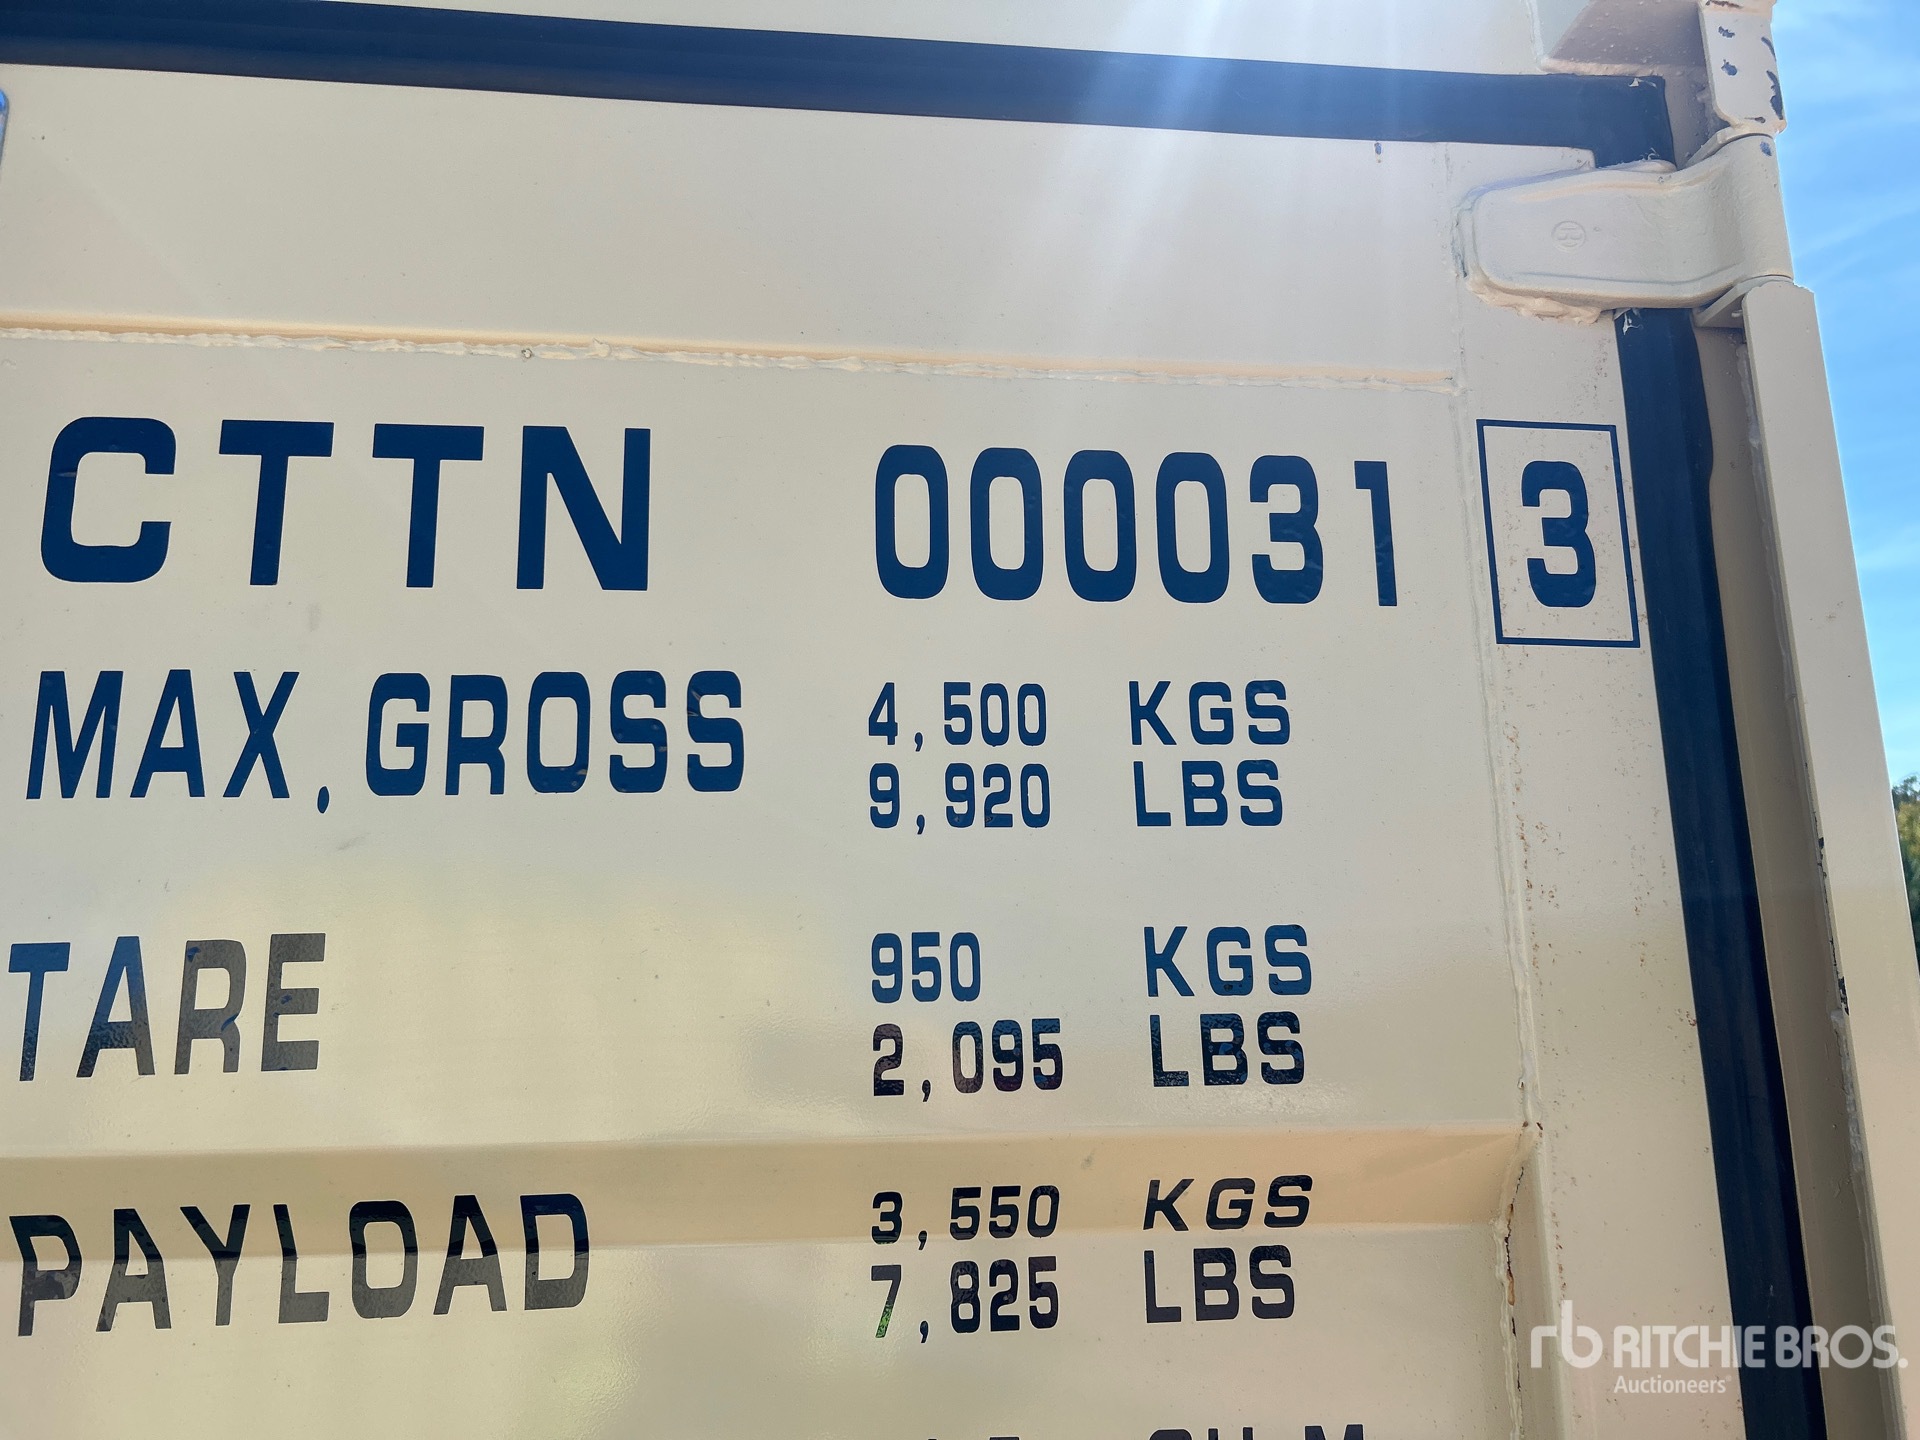 CTTN 000031 3
MAX. GROSS 4,500 KGS
9,920 LBS
TARE 950 KGS
2,095 LBS
PAYLOAD 3,550 KGS
7,825 LBS
rb RITCHIE BROS.
Auctioneers